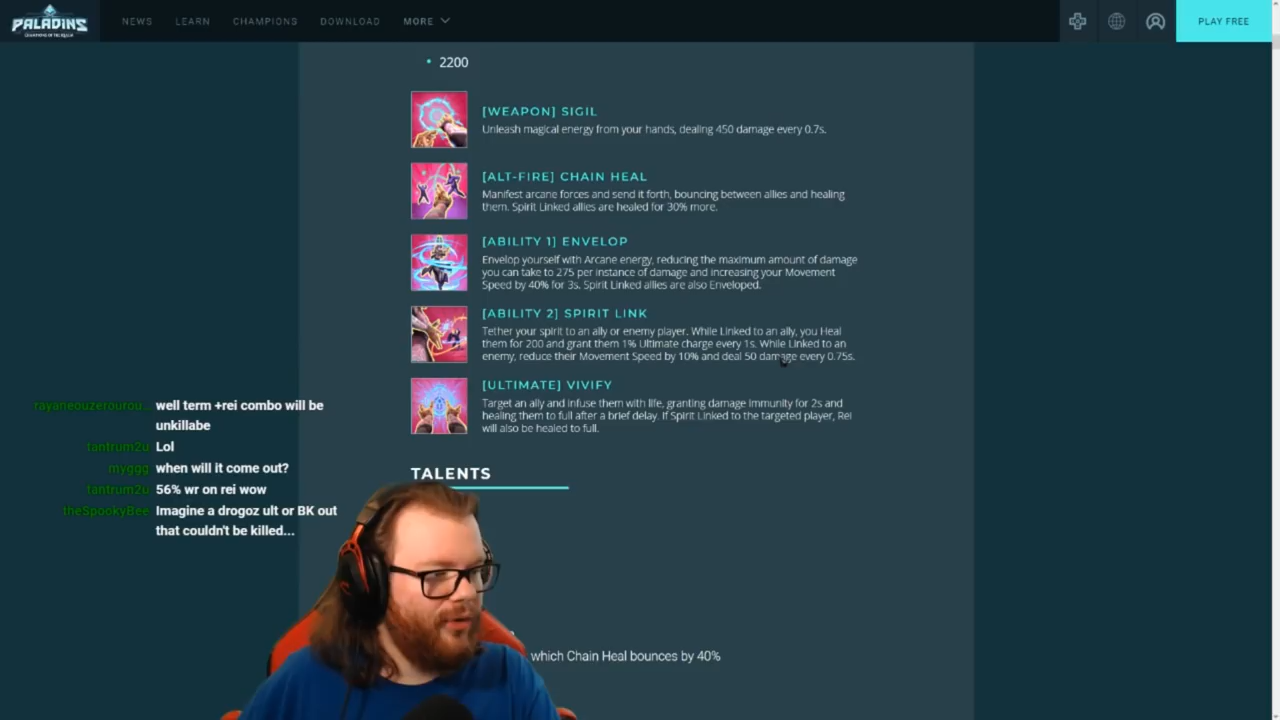 PALADINS
CHAMPIONS OF THE REALM
NEWS
LEARN
CHAMPIONS
DOWNLOAD
MORE
PLAY FREE
• 2200
[WEAPON] SIGIL
Unleash magical energy from your hands, dealing 450 damage every 0.7s.
[ALT-FIRE] CHAIN HEAL
Manifest arcane forces and send it forth, bouncing between allies and healing
them. Spirit Linked allies are healed for 30% more.
[ABILITY 1] ENVELOP
Envelop yourself with Arcane energy, reducing the maximum amount of damage
you can take to 275 per instance of damage and increasing your Movement
Speed by 40% for 3s. Spirit Linked allies are also Enveloped.
[ABILITY 2] SPIRIT LINK
Tether your spirit to an ally or enemy player. While Linked to an ally, you Heal
them for 200 and grant them 1% Ultimate charge every 1s. While Linked to an
enemy, reduce their Movement Speed by 10% and deal 50 damage every 0.75s.
[ULTIMATE] VIVIFY
Target an ally and infuse them with life, granting damage immunity for 2s and
healing them to full after a brief delay. If Spirit Linked to the targeted player, Rei
will also be healed to full.
TALENTS
which Chain Heal bounces by 40%
rayaneouzerourou... well term +rei combo will be
unkillabe
tantrum2u Lol
myggg when will it come out?
tantrum2u 56% wr on rei wow
theSpookyBee Imagine a drogoz ult or BK out
that couldn't be killed...